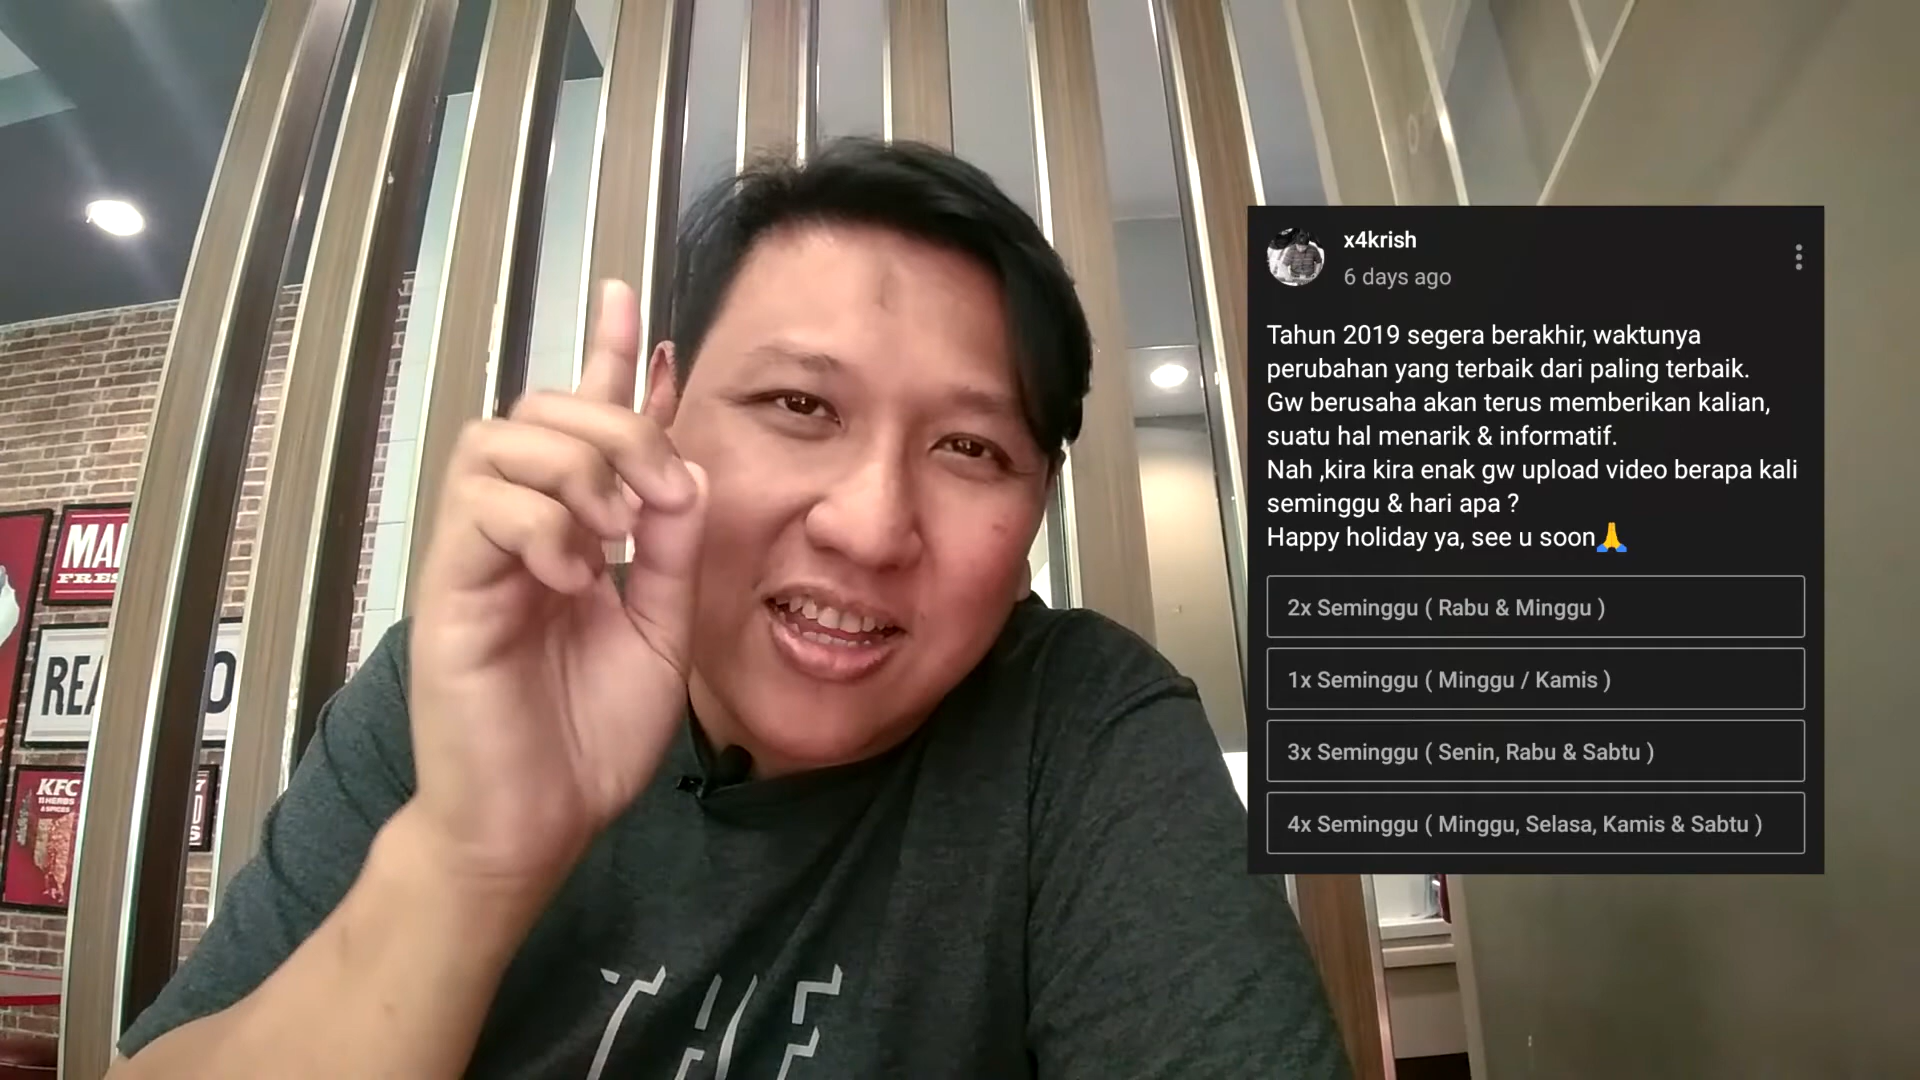 x4krish
6 days ago
Tahun 2019 segera berakhir, waktunya
perubahan yang terbaik dari paling terbaik.
Gw berusaha akan terus memberikan kalian,
suatu hal menarik & informatif.
Nah ,kira kira enak gw upload video berapa kali
seminggu & hari apa ?
Happy holiday ya, see u soon🙏
2x Seminggu ( Rabu & Minggu )
1x Seminggu ( Minggu / Kamis )
3x Seminggu ( Senin, Rabu & Sabtu )
4x Seminggu ( Minggu, Selasa, Kamis & Sabtu )
KFC
11 HERBS
& SPICES
THE